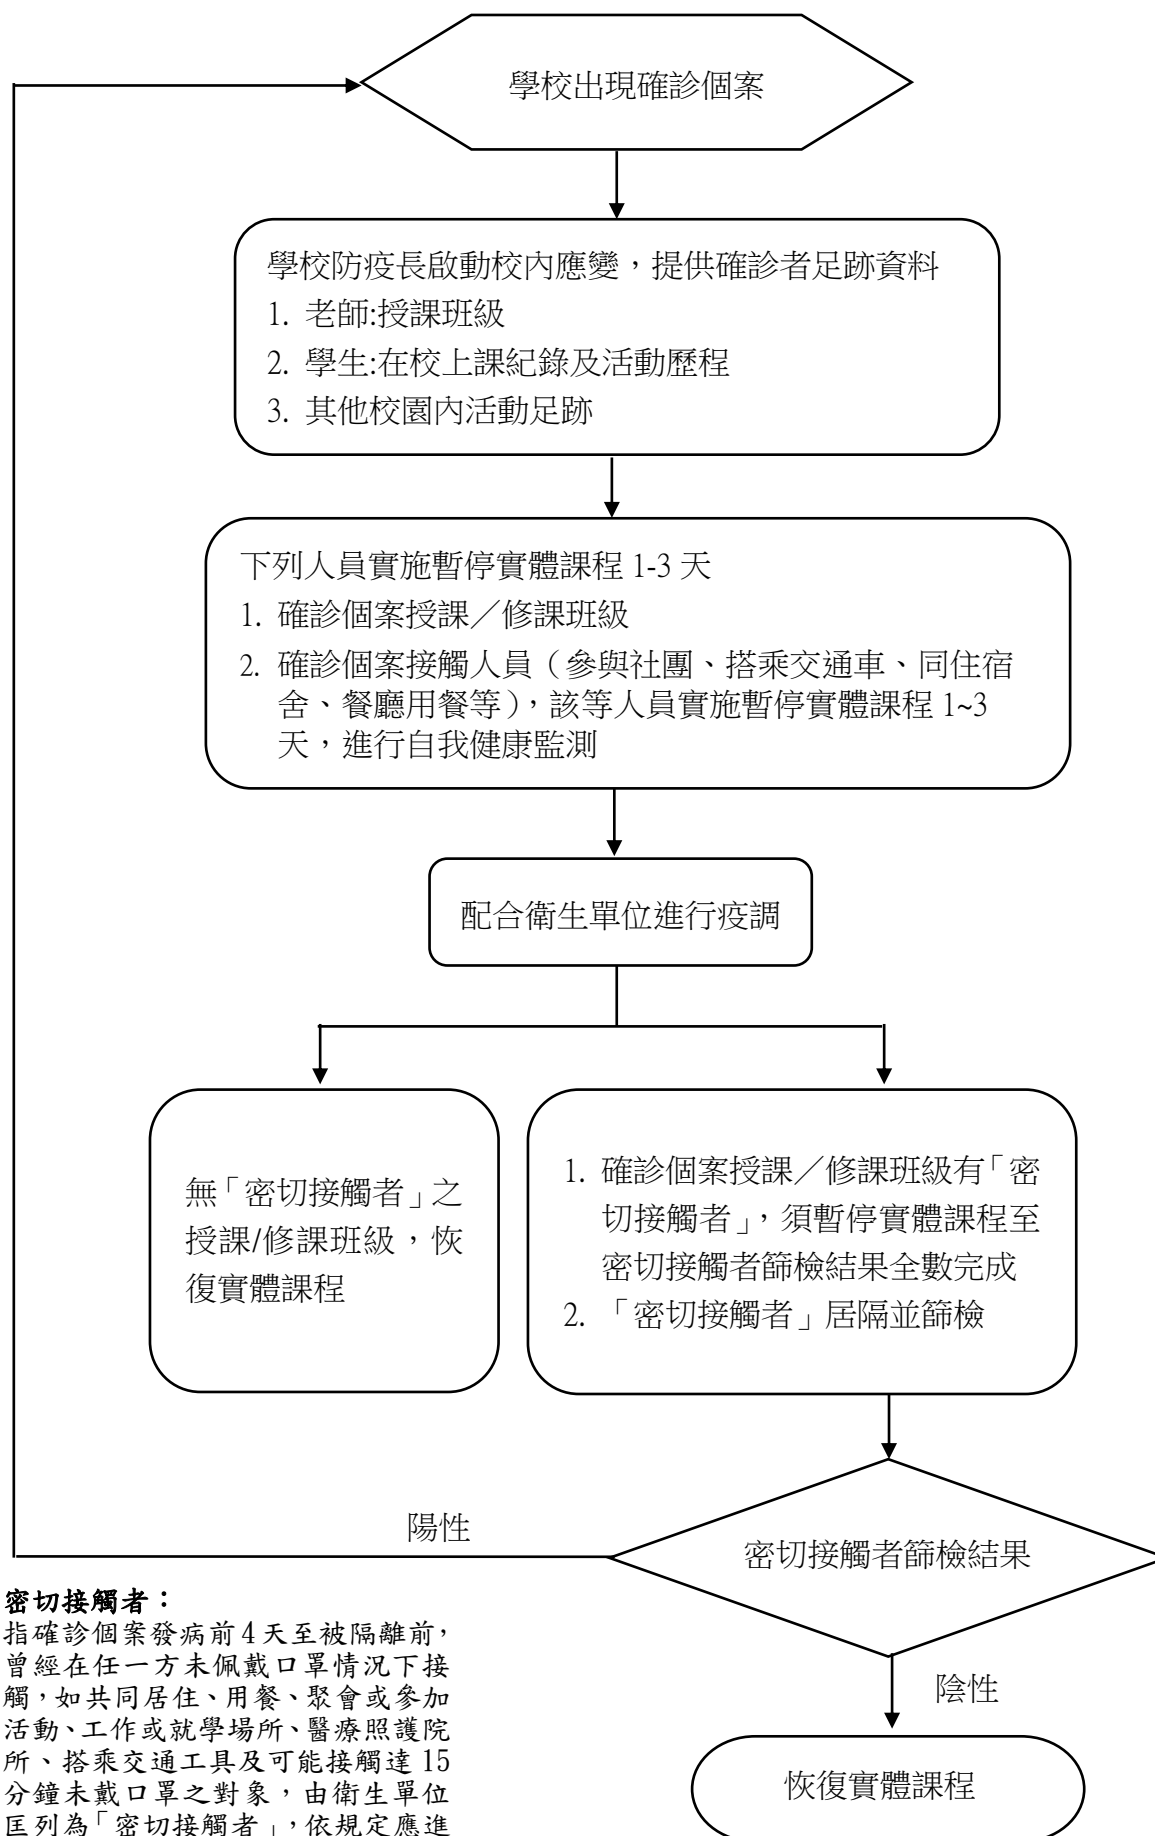 學校出現確診個案
學校防疫長啟動校內應變，提供確診者足跡資料
1. 老師:授課班級
2. 學生:在校上課紀錄及活動歷程
3. 其他校園內活動足跡
下列人員實施暫停實體課程 1-3 天
1. 確診個案授課／修課班級
2. 確診個案接觸人員（參與社團、搭乘交通車、同住宿
舍、餐廳用餐等），該等人員實施暫停實體課程 1~3
天，進行自我健康監測
配合衛生單位進行疫調
無「密切接觸者」之
授課/修課班級，恢
復實體課程
1. 確診個案授課／修課班級有「密
切接觸者」，須暫停實體課程至
密切接觸者篩檢結果全數完成
2. 「密切接觸者」居隔並篩檢
陽性
密切接觸者篩檢結果
陰性
恢復實體課程
密切接觸者：
指確診個案發病前 4 天至被隔離前，
曾經在任一方未佩戴口罩情況下接
觸，如共同居住、用餐、聚會或參加
活動、工作或就學場所、醫療照護院
所、搭乘交通工具及可能接觸達 15
分鐘未戴口罩之對象，由衛生單位
匡列為「密切接觸者」，依規定應進